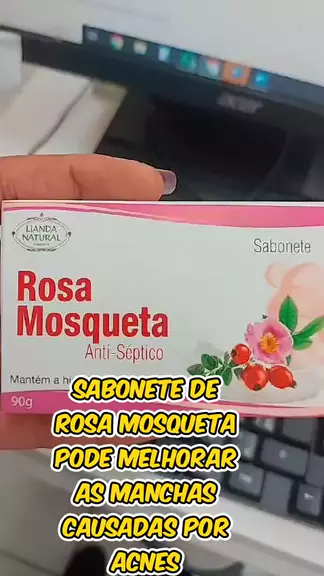 LIANDA
NATURAL
Sabonete
Rosa
Mosqueta
Anti-Séptico
Mantém a hi
90g
SABONETE DE
ROSA MOSQUETA
PODE MELHORAR
AS MANCHAS
CAUSADAS POR
ACNES